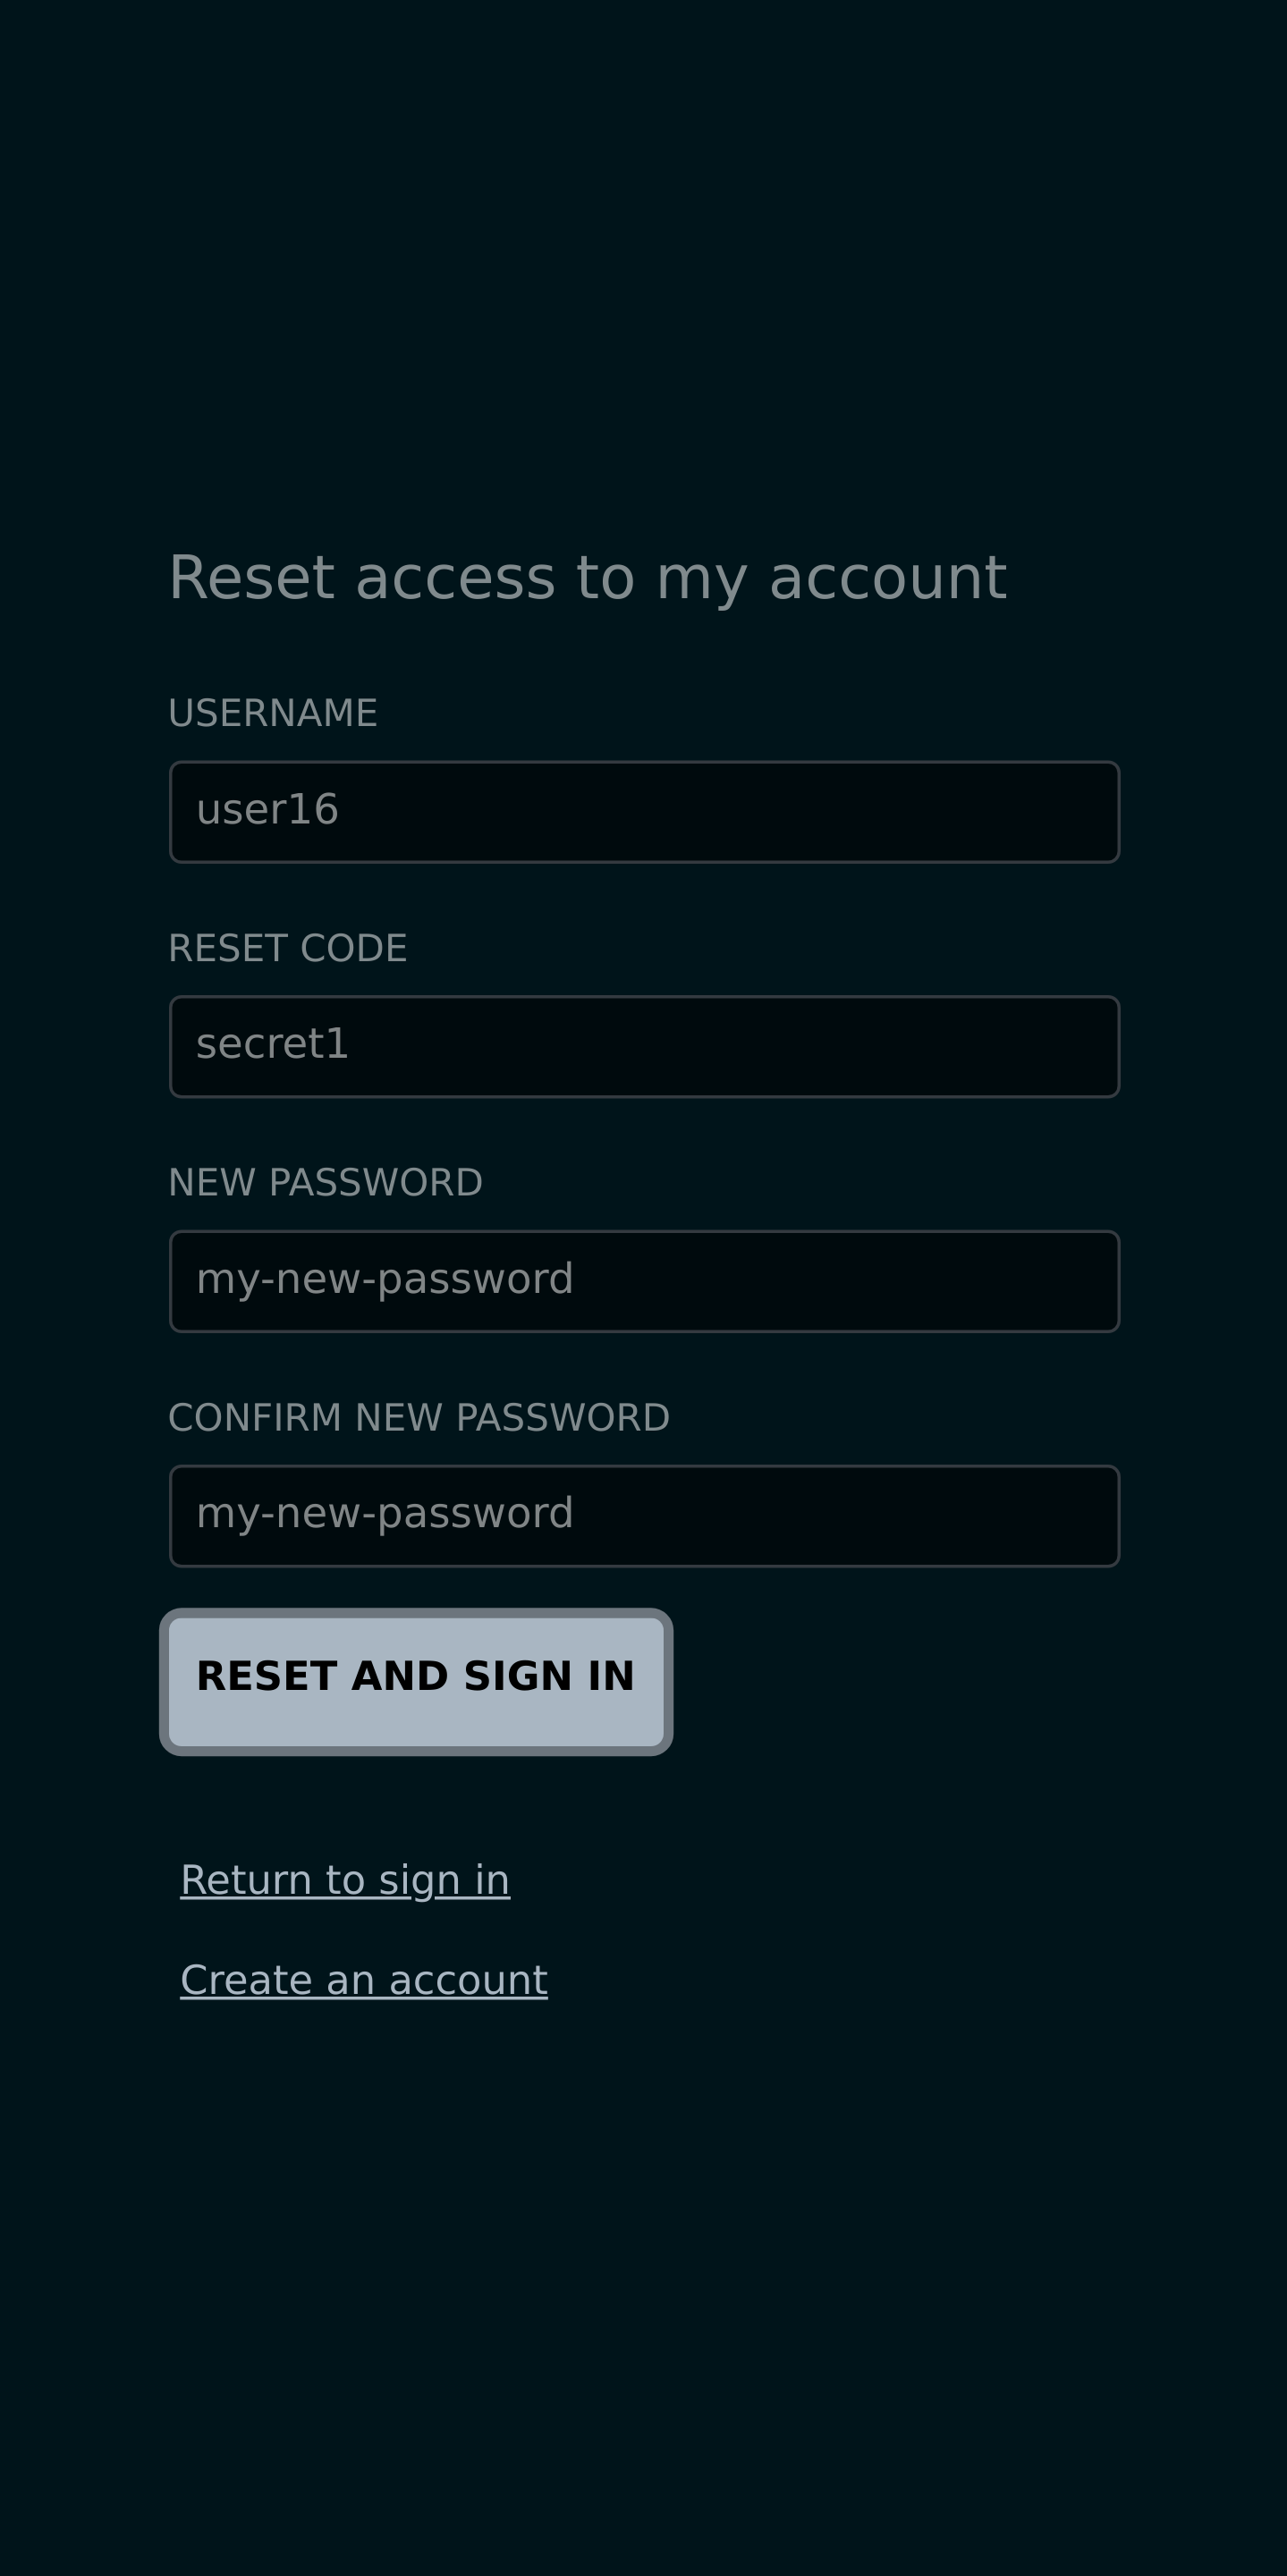 Reset access to my account
USERNAME
user16
RESET CODE
secret1
NEW PASSWORD
my-new-password
CONFIRM NEW PASSWORD
my-new-password
RESET AND SIGN IN
Return to sign in
Create an account